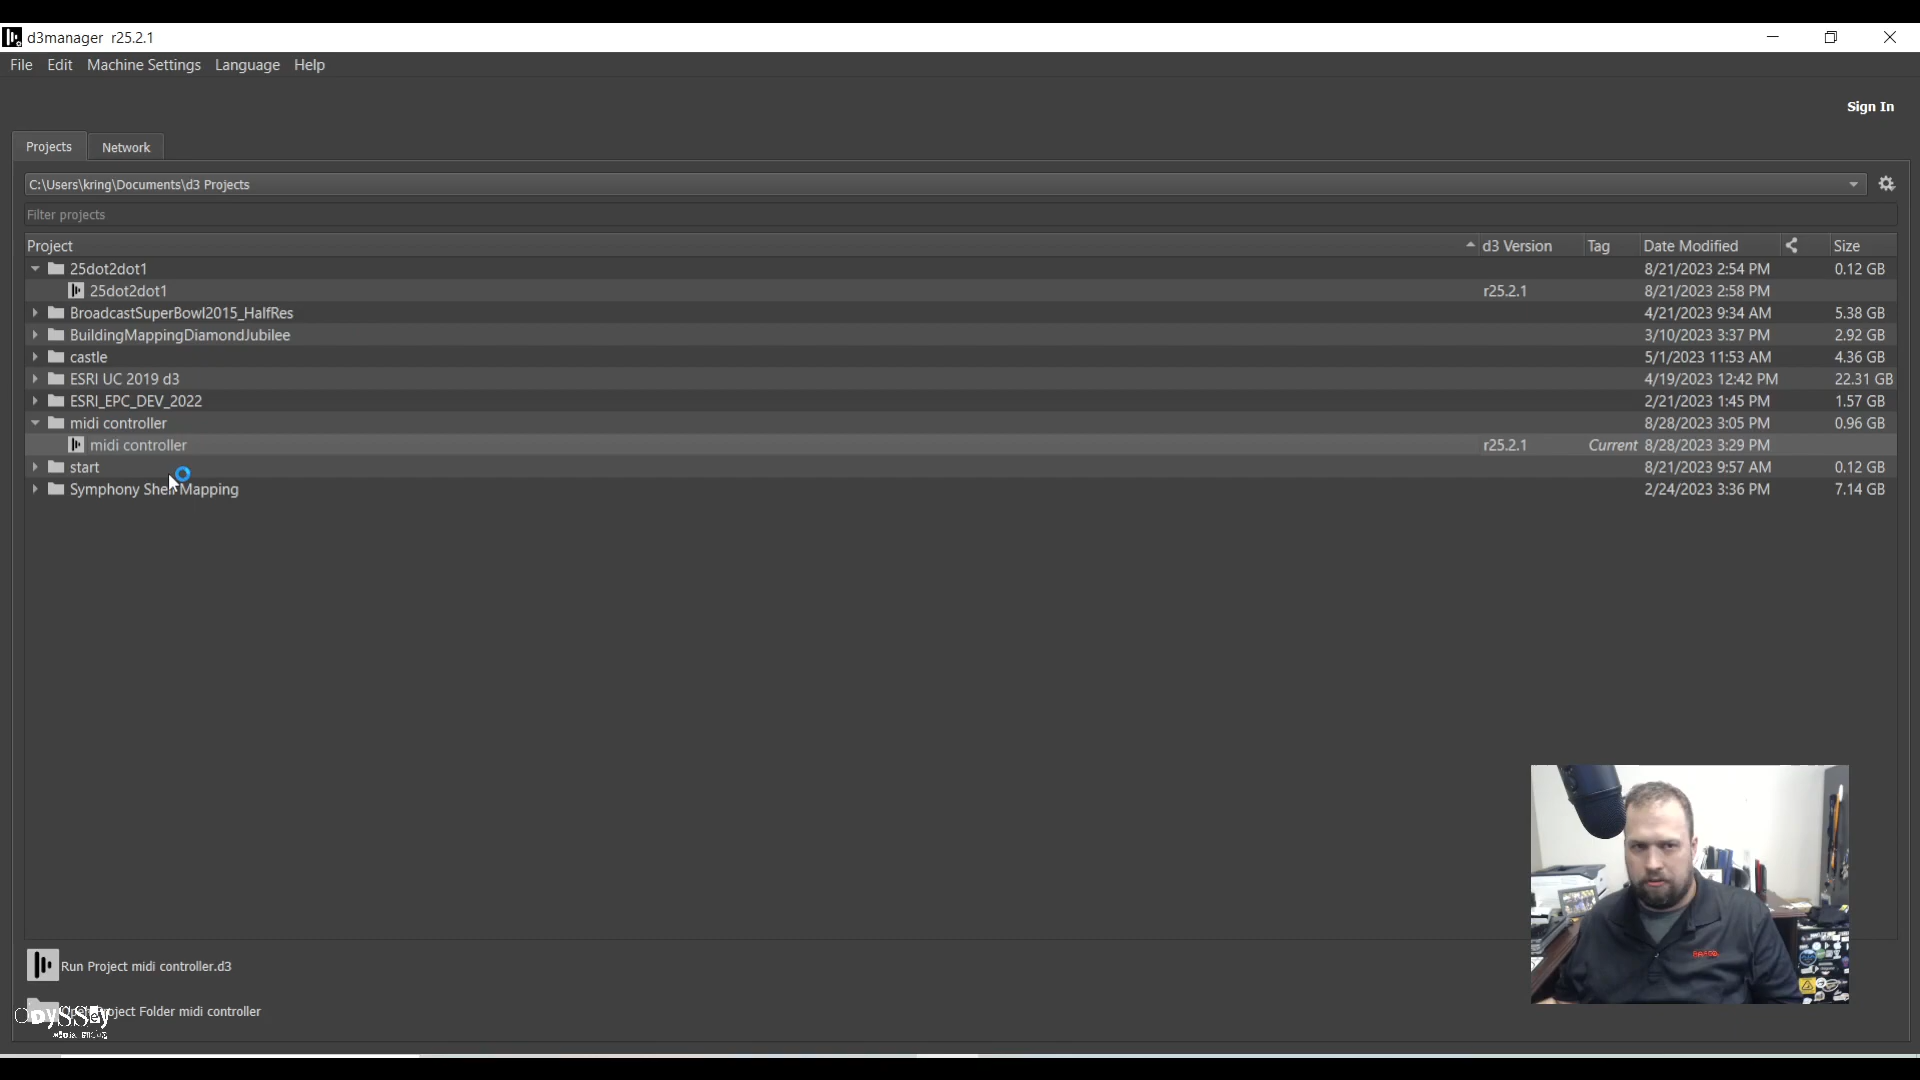 d3manager r25.2.1
File Edit Machine Settings Language Help
Sign In
Projects Network
C:\Users\kring\Documents\d3 Projects
Filter projects
Project d3 Version Tag Date Modified Size
25dot2dot1 8/21/2023 2:54 PM 0.12 GB
25dot2dot1 r25.2.1 8/21/2023 2:58 PM
BroadcastSuperBowl2015_HalfRes 4/21/2023 9:34 AM 5.38 GB
BuildingMappingDiamondJubilee 3/10/2023 3:37 PM 2.92 GB
castle 5/1/2023 11:53 AM 4.36 GB
ESRI UC 2019 d3 4/19/2023 12:42 PM 22.31 GB
ESRI_EPC_DEV_2022 2/21/2023 1:45 PM 1.57 GB
midi controller 8/28/2023 3:05 PM 0.96 GB
midi controller r25.2.1 Current 8/28/2023 3:29 PM
start 8/21/2023 9:57 AM 0.12 GB
Symphony Shell Mapping 2/24/2023 3:36 PM 7.14 GB
Run Project midi controller.d3
Open Project Folder midi controller
Odyssey